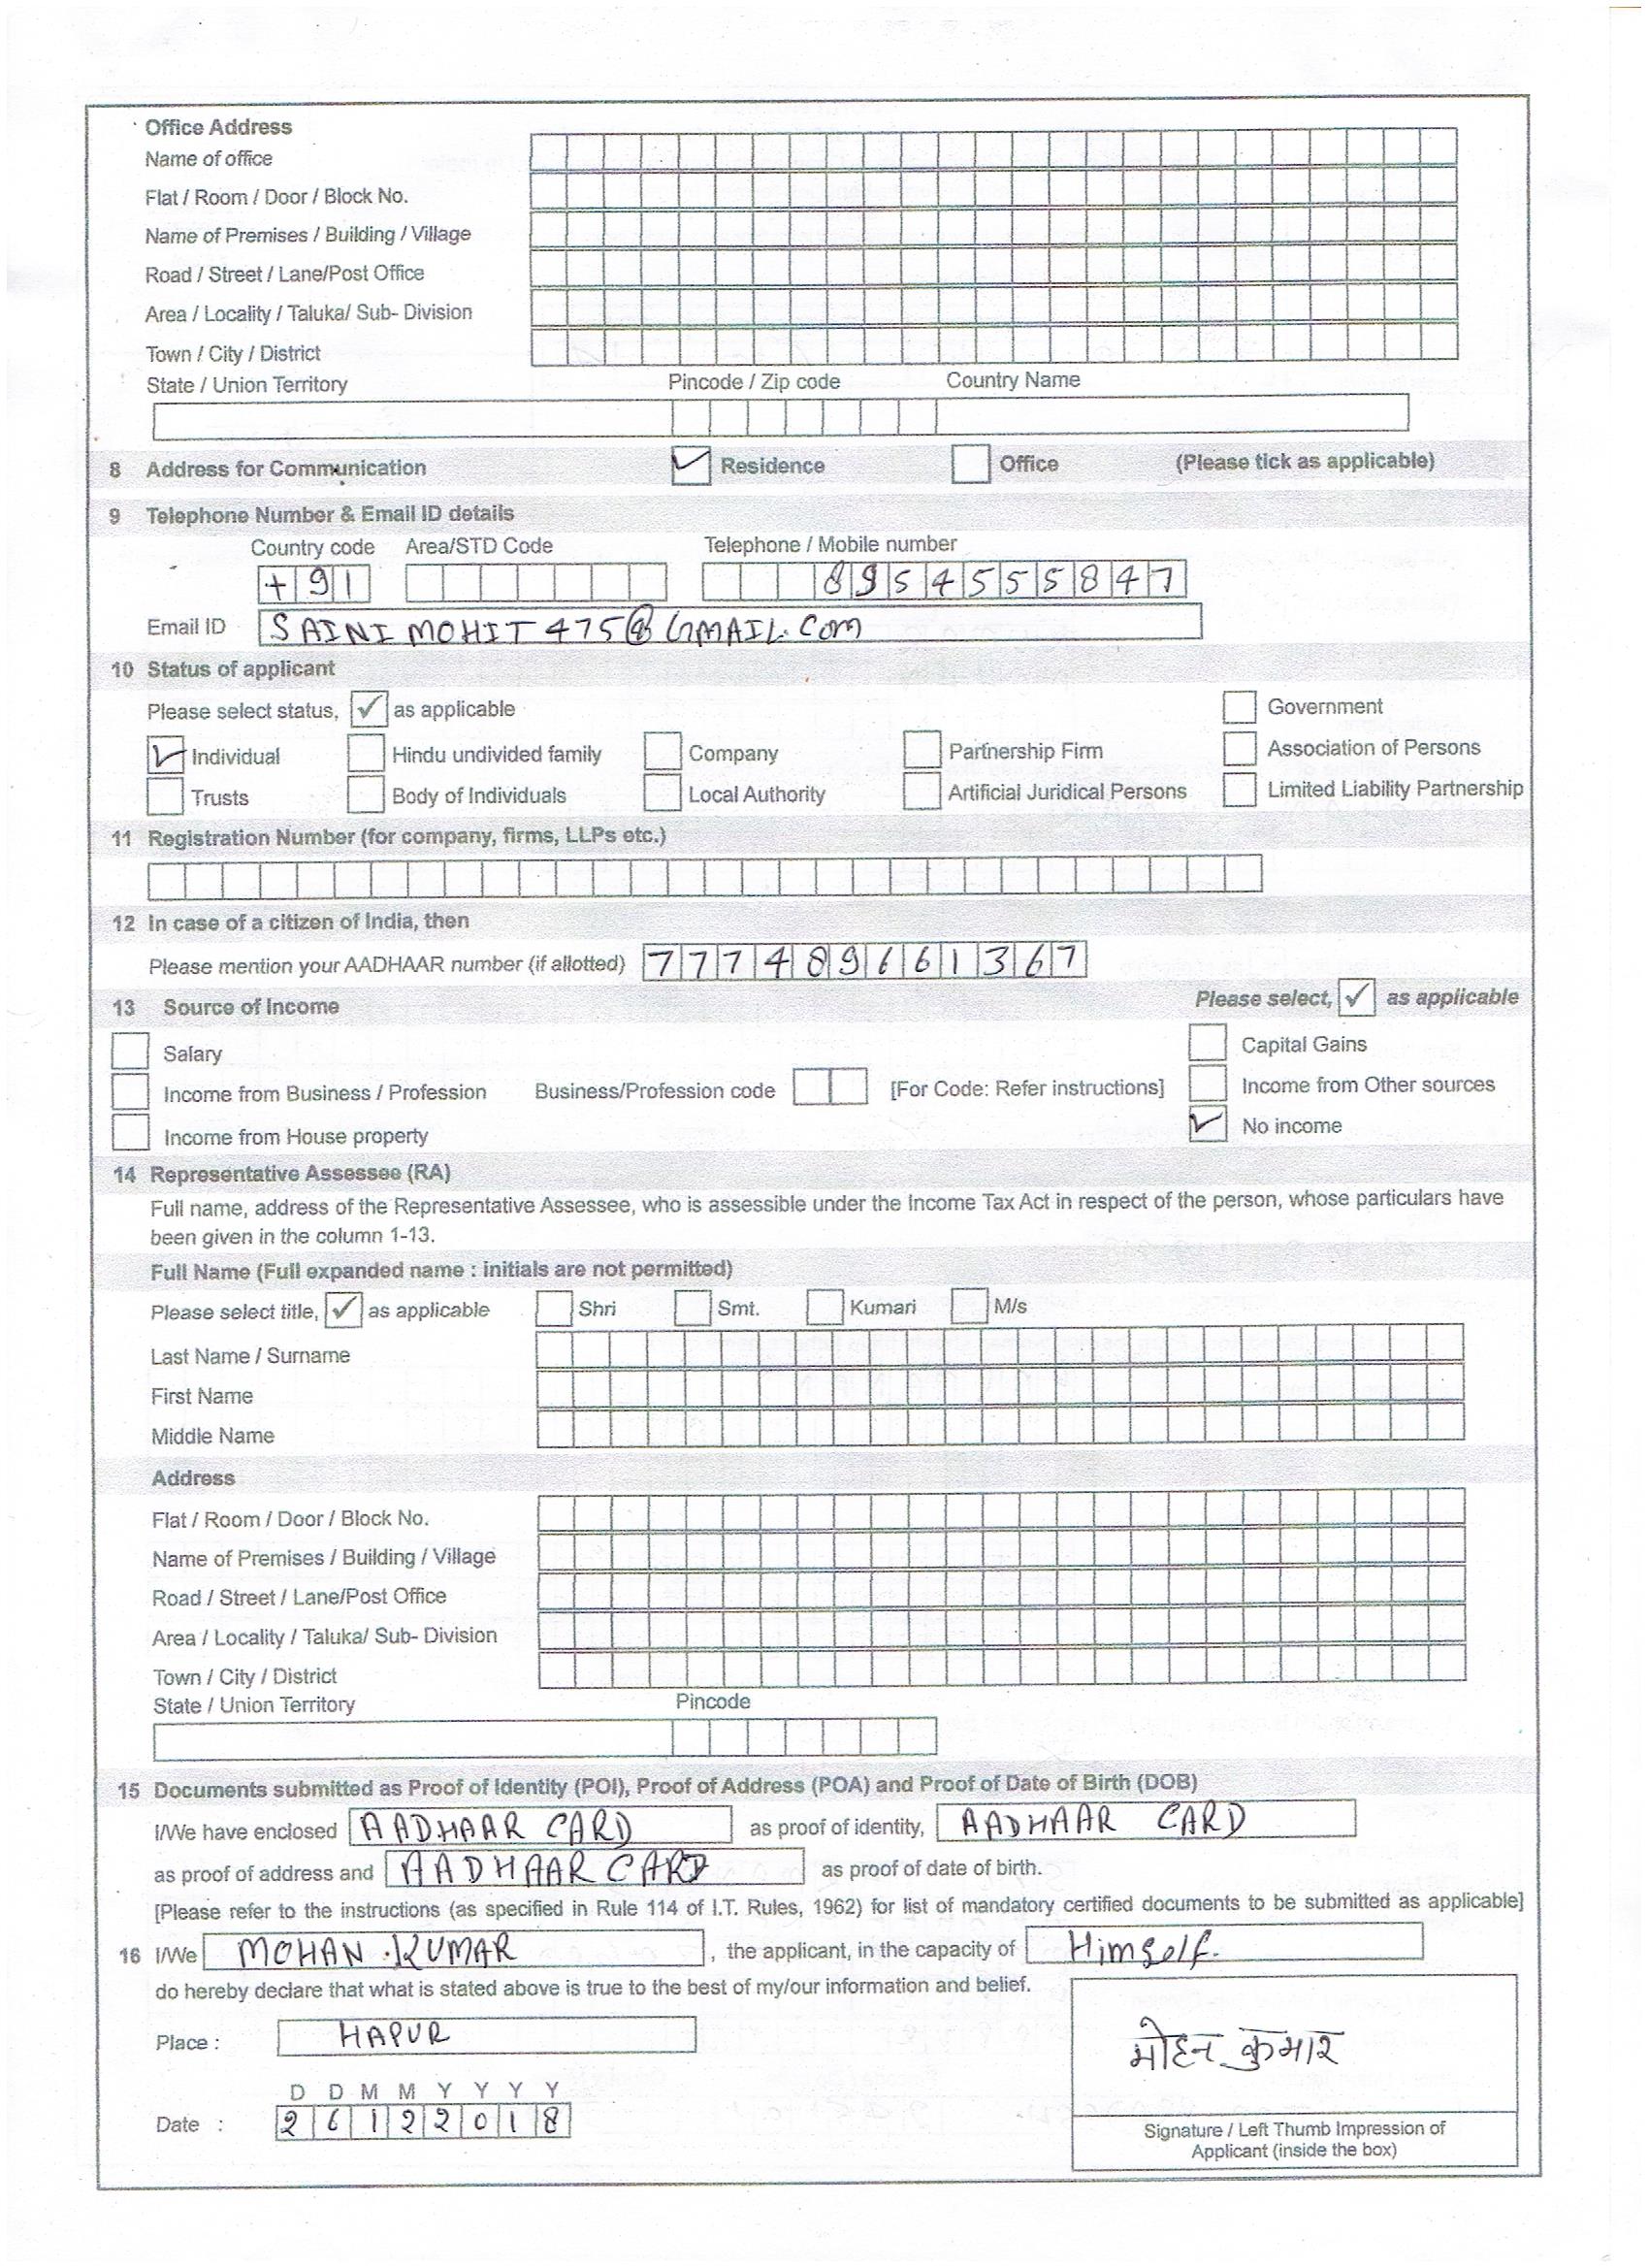 Office Address
Name of office
Flat / Room / Door / Block No.
Name of Premises / Building / Village
Road / Street / Lane/Post Office
Area / Locality / Taluka/ Sub- Division
Town / City / District
State / Union Territory Pincode / Zip code Country Name
8 Address for Communication Residence Office (Please tick as applicable)
9 Telephone Number & Email ID details
Country code Area/STD Code Telephone / Mobile number
+91 8954555847
Email ID SAINIMOHIT475@GMAIL.COM
10 Status of applicant
Please select status, ✓ as applicable Government
Individual Hindu undivided family Company Partnership Firm Association of Persons
Trusts Body of Individuals Local Authority Artificial Juridical Persons Limited Liability Partnership
11 Registration Number (for company, firms, LLPs etc.)
12 In case of a citizen of India, then
Please mention your AADHAAR number (if allotted) 777489661367
13 Source of Income Please select, ✓ as applicable
Salary Capital Gains
Income from Business / Profession Business/Profession code [For Code: Refer instructions] Income from Other sources
Income from House property No income
14 Representative Assessee (RA)
Full name, address of the Representative Assessee, who is assessible under the Income Tax Act in respect of the person, whose particulars have
been given in the column 1-13.
Full Name (Full expanded name : initials are not permitted)
Please select title, ✓ as applicable Shri Smt. Kumari M/s
Last Name / Surname
First Name
Middle Name
Address
Flat / Room / Door / Block No.
Name of Premises / Building / Village
Road / Street / Lane/Post Office
Area / Locality / Taluka/ Sub- Division
Town / City / District
State / Union Territory Pincode
15 Documents submitted as Proof of Identity (POI), Proof of Address (POA) and Proof of Date of Birth (DOB)
I/We have enclosed AADHAAR CARD as proof of identity, AADHAAR CARD
as proof of address and AADHAAR CARD as proof of date of birth.
[Please refer to the instructions (as specified in Rule 114 of I.T. Rules, 1962) for list of mandatory certified documents to be submitted as applicable]
16 I/We MOHAN KUMAR , the applicant, in the capacity of Himself.
do hereby declare that what is stated above is true to the best of my/our information and belief.
Place : HAPUR
मोहन कुमार
D D M M Y Y Y Y
Date : 26122018
Signature / Left Thumb Impression of
Applicant (inside the box)